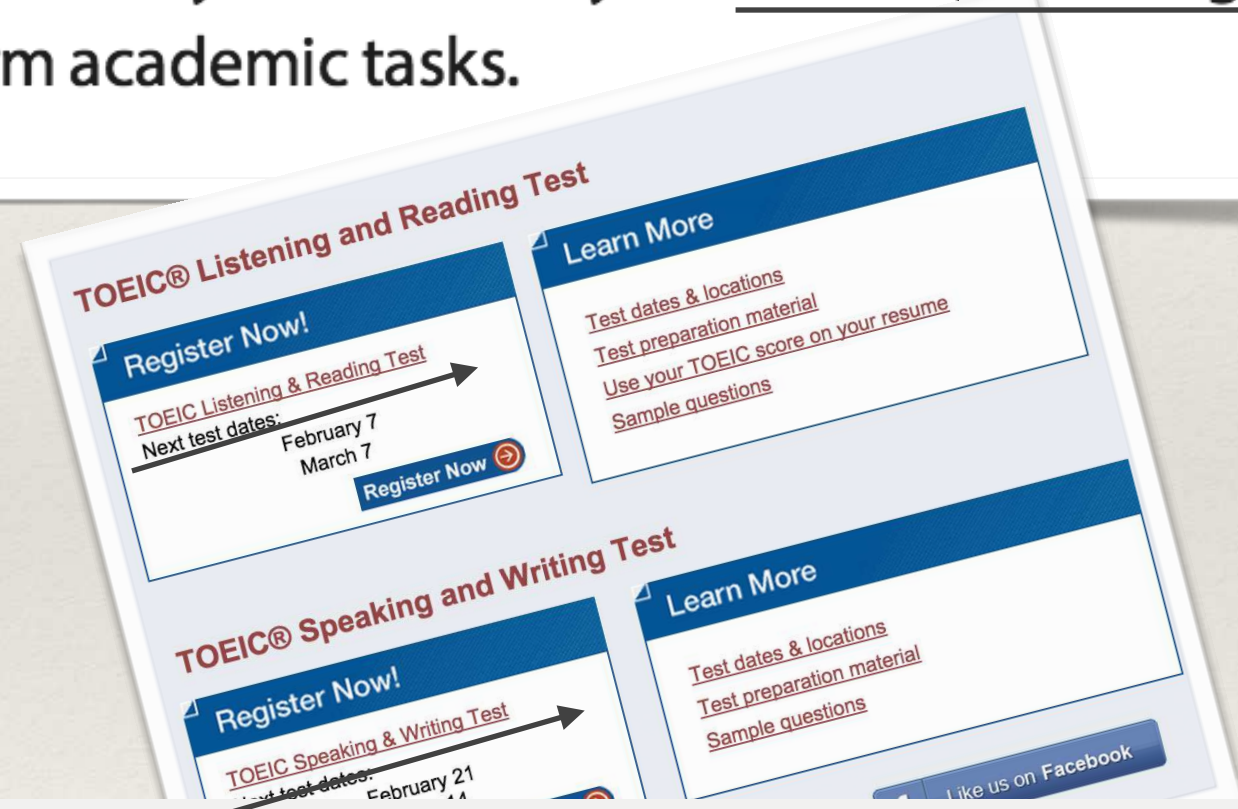 m academic tasks.
TOEIC® Listening and Reading Test
Register Now!
TOEIC Listening & Reading Test
Next test dates:
February 7
March 7
Register Now
Learn More
Test dates & locations
Test preparation material
Use your TOEIC score on your resume
Sample questions
TOEIC® Speaking and Writing Test
Register Now!
TOEIC Speaking & Writing Test
Next test dates:
February 21
Learn More
Test dates & locations
Test preparation material
Sample questions
Like us on Facebook